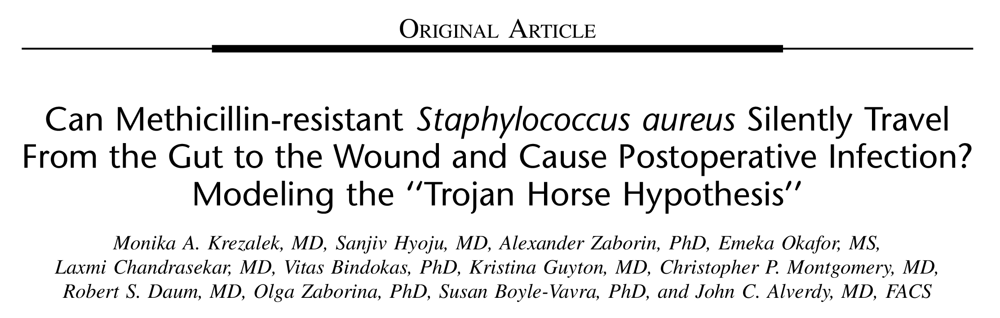 ORIGINAL ARTICLE
Can Methicillin-resistant Staphylococcus aureus Silently Travel
From the Gut to the Wound and Cause Postoperative Infection?
Modeling the ‘‘Trojan Horse Hypothesis’’
Monika A. Krezalek, MD, Sanjiv Hyoju, MD, Alexander Zaborin, PhD, Emeka Okafor, MS,
Laxmi Chandrasekar, MD, Vitas Bindokas, PhD, Kristina Guyton, MD, Christopher P. Montgomery, MD,
Robert S. Daum, MD, Olga Zaborina, PhD, Susan Boyle-Vavra, PhD, and John C. Alverdy, MD, FACS